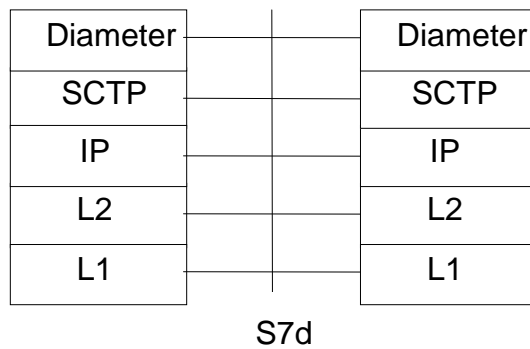 Diameter Diameter
SCTP SCTP
IP IP
L2 L2
L1 L1
S7d